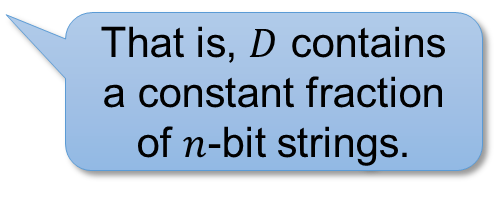 That is, D contains
a constant fraction
of n-bit strings.